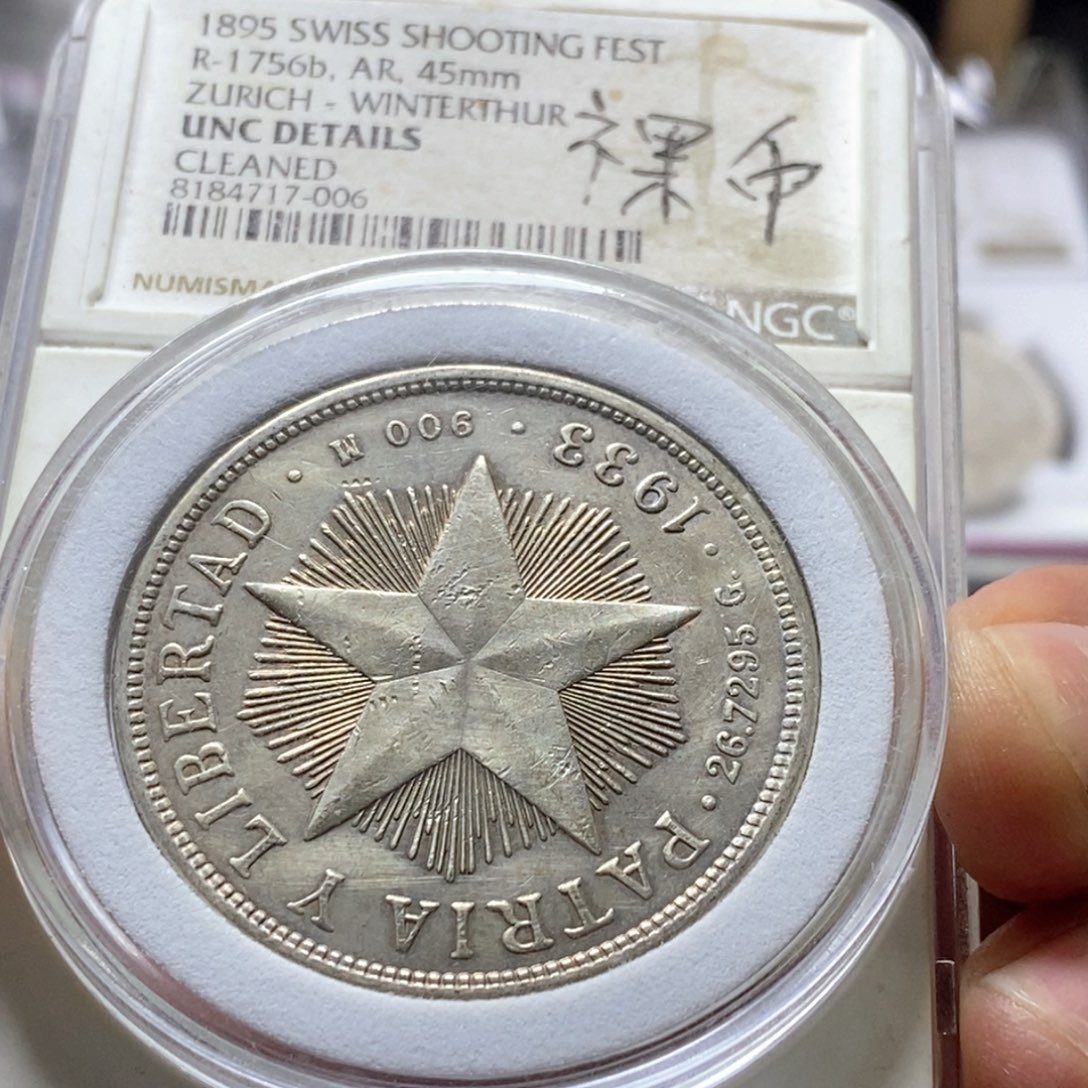 1895 SWISS SHOOTING FEST
R-1756b, AR, 45mm
ZURICH - WINTERTHUR
UNC DETAILS
CLEANED
8184717-006
裸币
NGC®
PATRIA Y LIBERTAD · 900 M · 1933 · 26.7295 G. ·